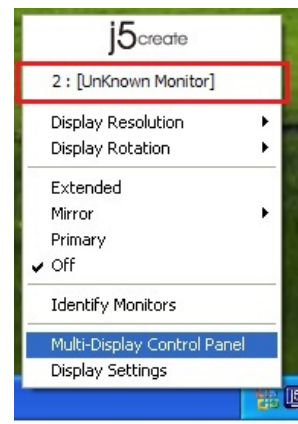 j5create
2 : [UnKnown Monitor]
Display Resolution
Display Rotation
Extended
Mirror
Primary
Off
Identify Monitors
Multi-Display Control Panel
Display Settings